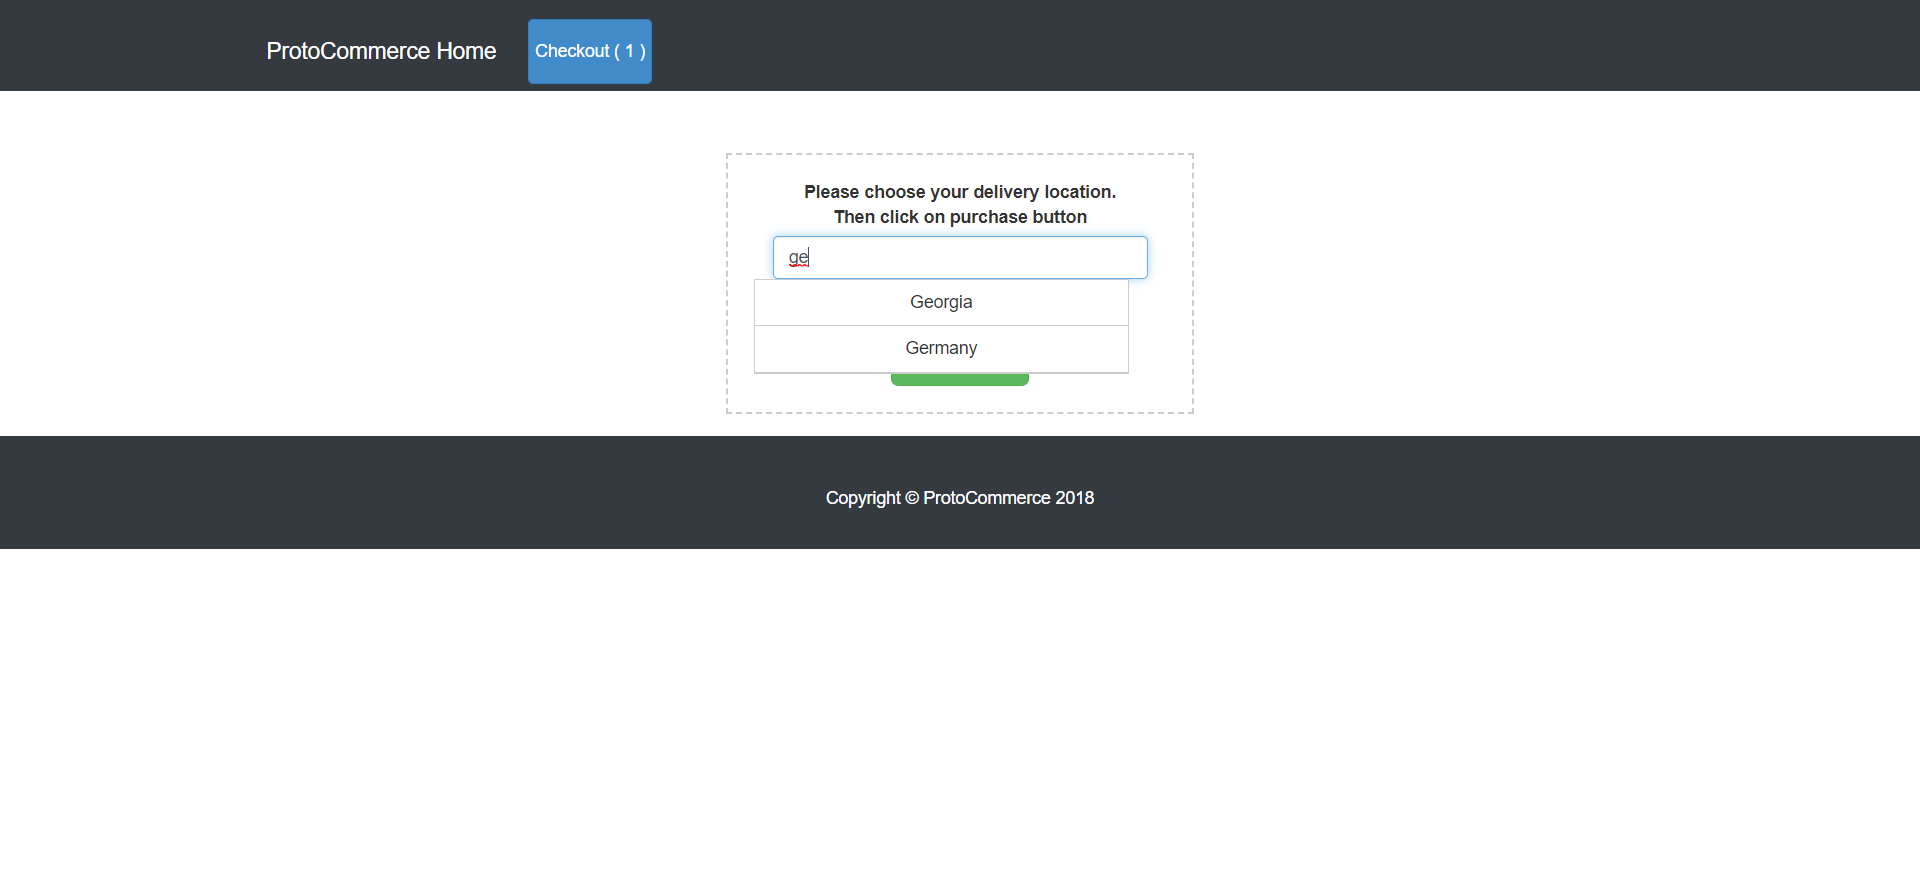 ProtoCommerce Home
Checkout ( 1 )
Please choose your delivery location.
Then click on purchase button
ge
Georgia
Germany
Copyright © ProtoCommerce 2018